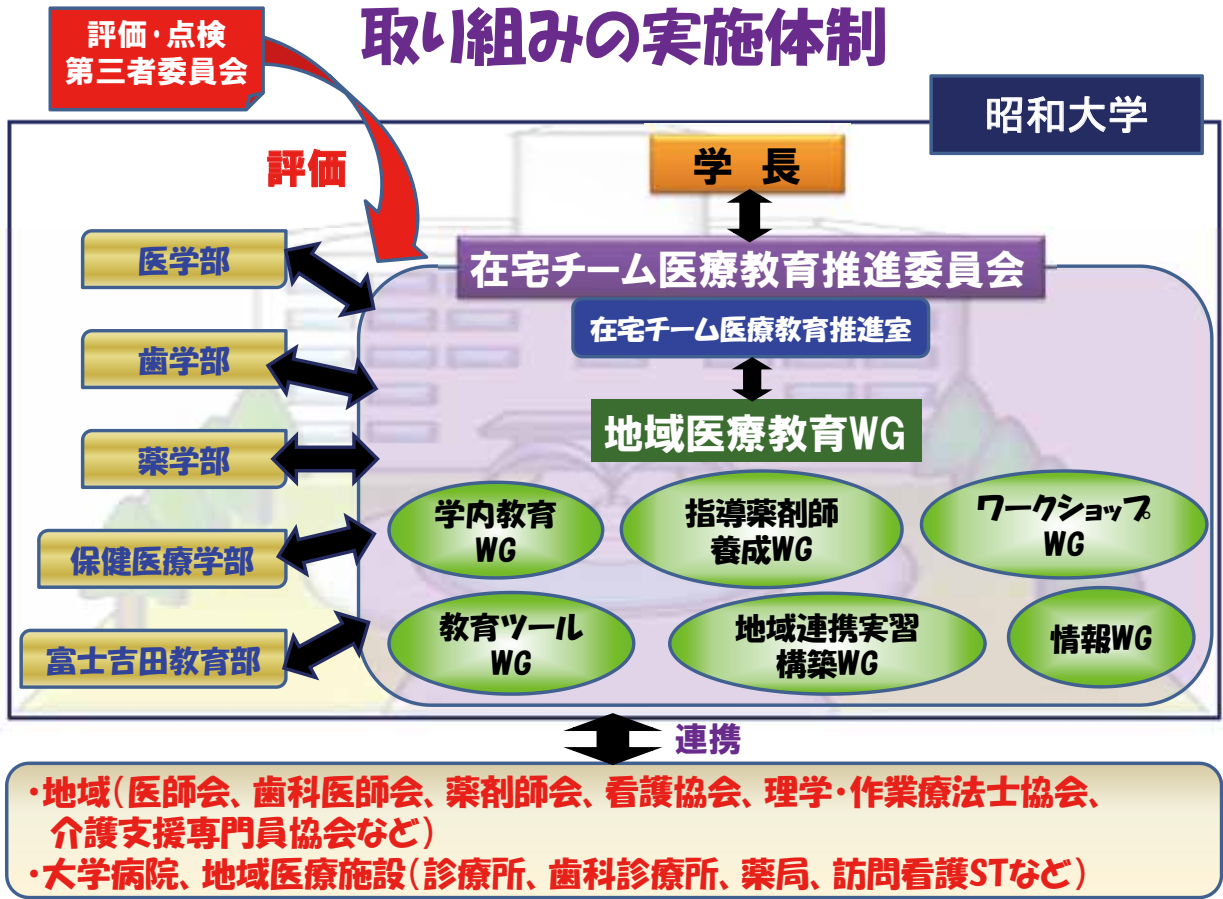 取り組みの実施体制
評価・点検
第三者委員会
昭和大学
評価
学 長
在宅チーム医療教育推進委員会
在宅チーム医療教育推進室
地域医療教育WG
医学部
歯学部
薬学部
保健医療学部
富士吉田教育部
学内教育
WG
指導薬剤師
養成WG
ワークショップ
WG
教育ツール
WG
地域連携実習
構築WG
情報WG
連携
・地域(医師会、歯科医師会、薬剤師会、看護協会、理学・作業療法士協会、
介護支援専門員協会など)
・大学病院、地域医療施設(診療所、歯科診療所、薬局、訪問看護STなど)